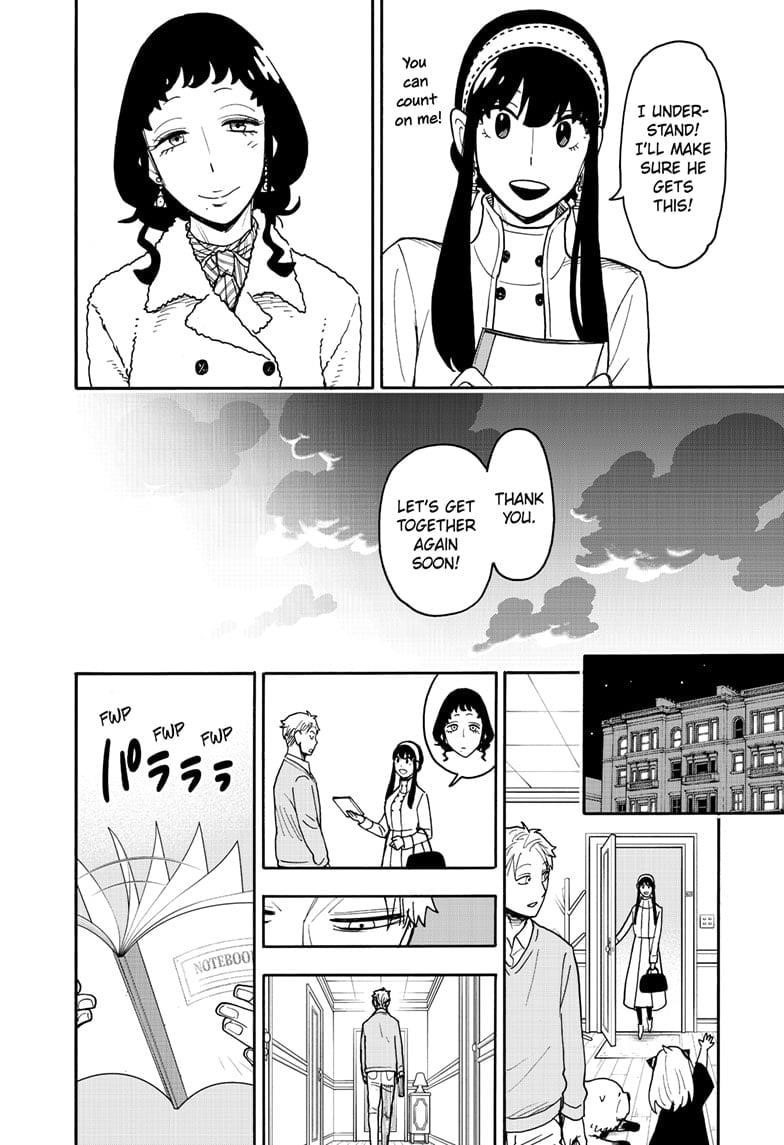 I UNDER-
STAND!
I'LL MAKE
SURE HE
GETS
THIS!
You
can
count
on me!
THANK
YOU.
LET'S GET
TOGETHER
AGAIN
SOON!
FWP
FWP
FWP
パラララ
NOTEBOOK